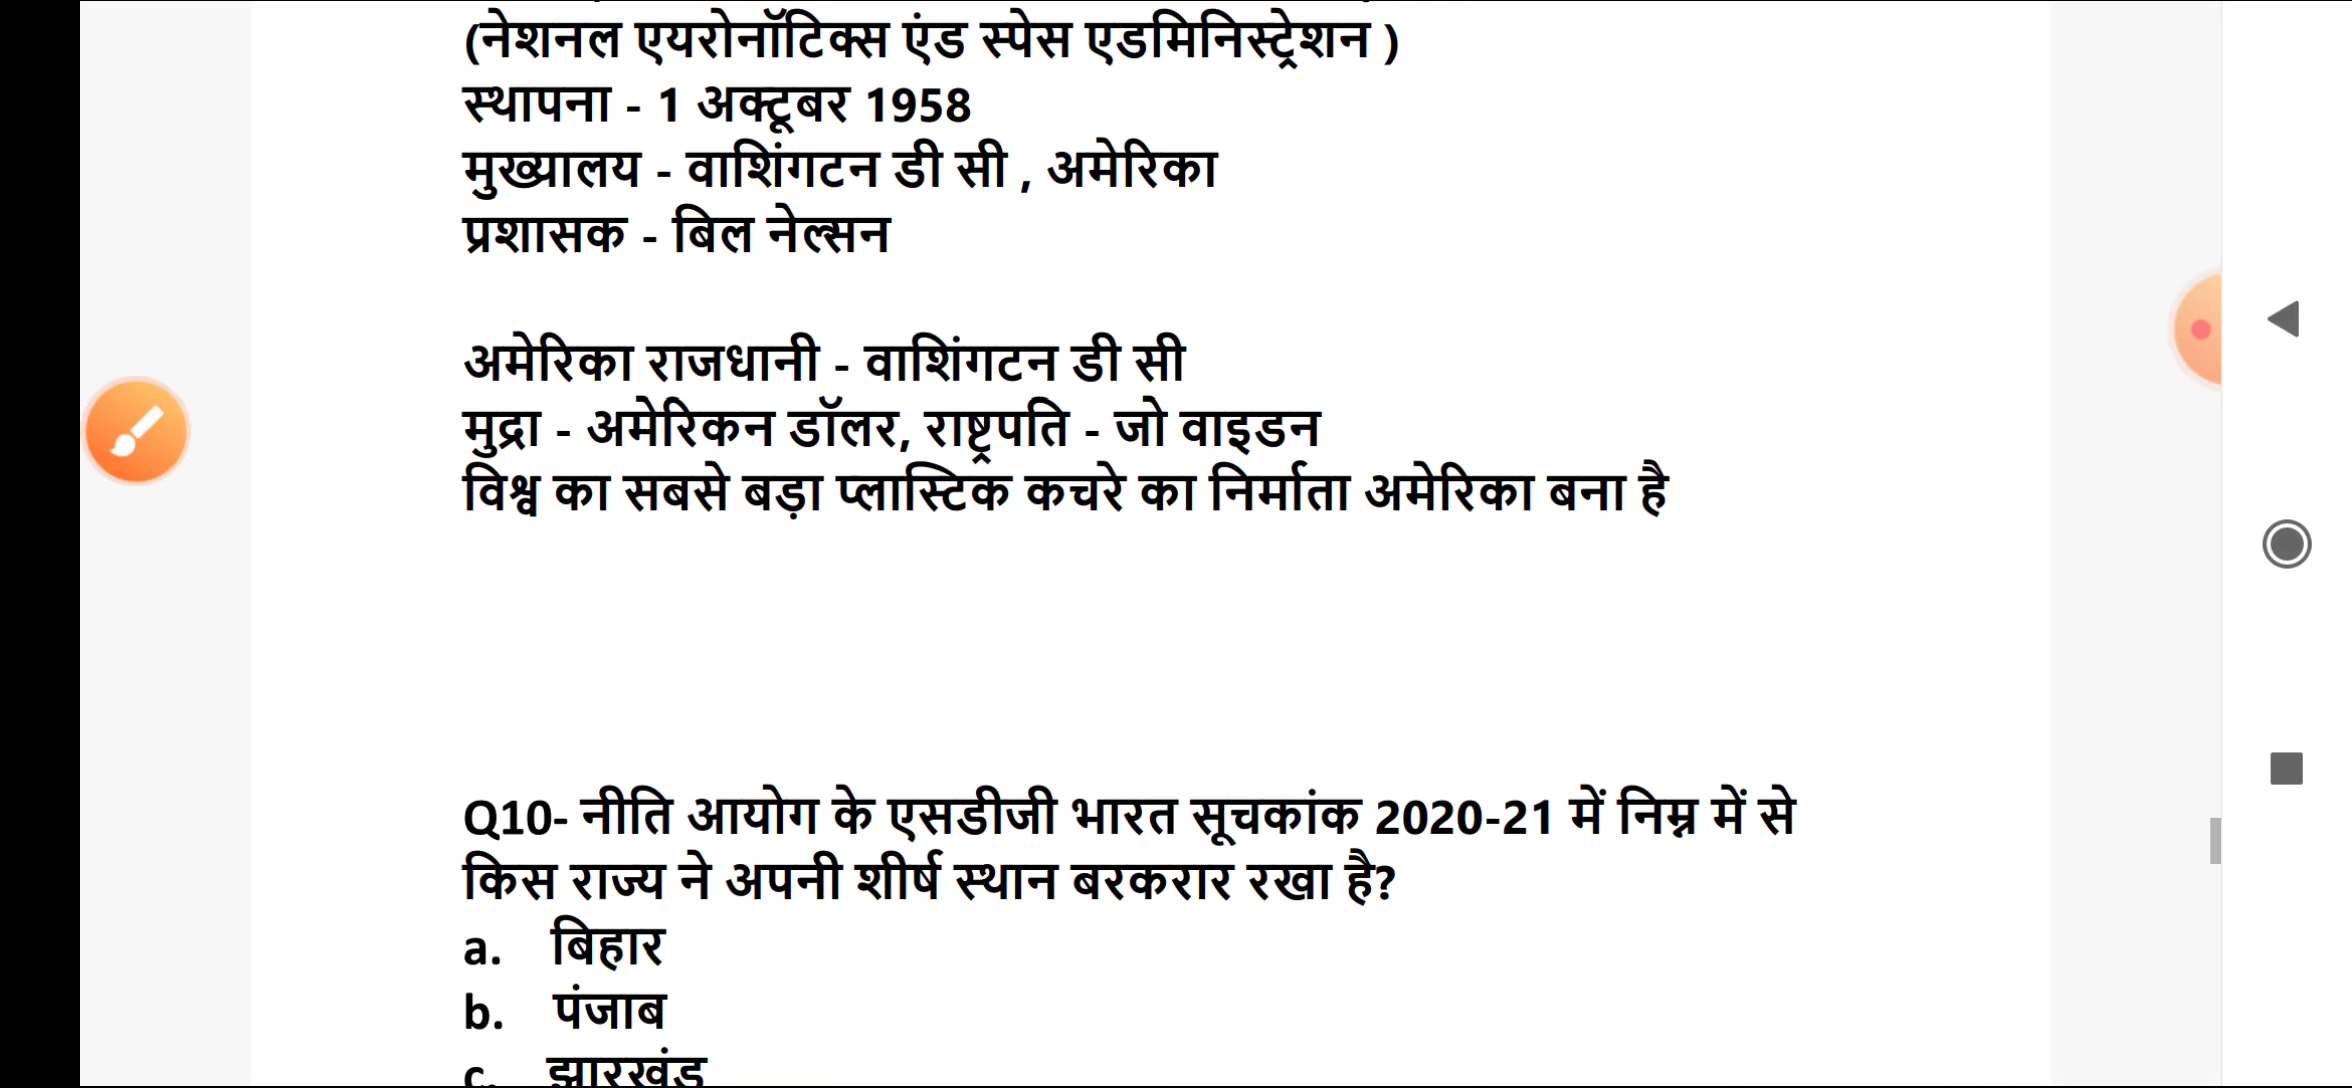 (नेशनल एयरोनॉटिक्स एंड स्पेस एडमिनिस्ट्रेशन )
स्थापना - 1 अक्टूबर 1958
मुख्यालय - वाशिंगटन डी सी , अमेरिका
प्रशासक - बिल नेल्सन
अमेरिका राजधानी - वाशिंगटन डी सी
मुद्रा - अमेरिकन डॉलर, राष्ट्रपति - जो वाइडन
विश्व का सबसे बड़ा प्लास्टिक कचरे का निर्माता अमेरिका बना है
Q10- नीति आयोग के एसडीजी भारत सूचकांक 2020-21 में निम्न में से
किस राज्य ने अपनी शीर्ष स्थान बरकरार रखा है?
a. बिहार
b. पंजाब
c. झारखंड